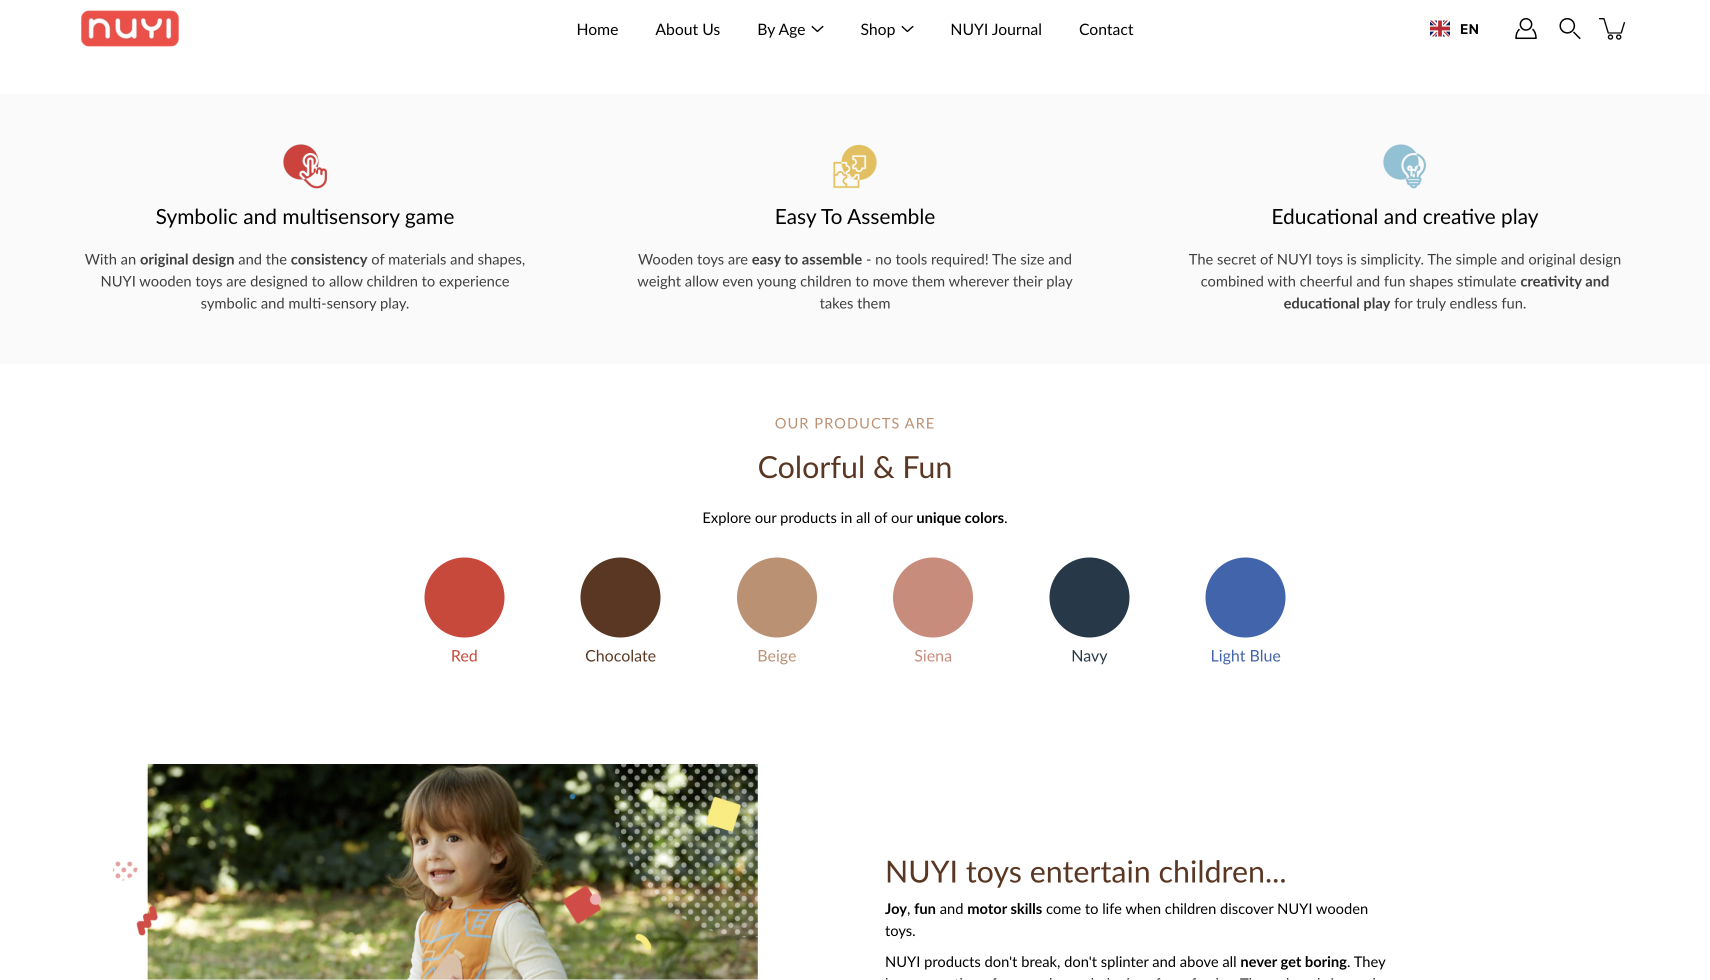 nuyi
Home
About Us
By Age
Shop
NUYI Journal
Contact
EN
Symbolic and multisensory game
With an original design and the consistency of materials and shapes,
NUYI wooden toys are designed to allow children to experience
symbolic and multi-sensory play.
Easy To Assemble
Wooden toys are easy to assemble - no tools required! The size and
weight allow even young children to move them wherever their play
takes them
Educational and creative play
The secret of NUYI toys is simplicity. The simple and original design
combined with cheerful and fun shapes stimulate creativity and
educational play for truly endless fun.
OUR PRODUCTS ARE
Colorful & Fun
Explore our products in all of our unique colors.
Red
Chocolate
Beige
Siena
Navy
Light Blue
NUYI toys entertain children...
Joy, fun and motor skills come to life when children discover NUYI wooden
toys.
NUYI products don't break, don't splinter and above all never get boring. They